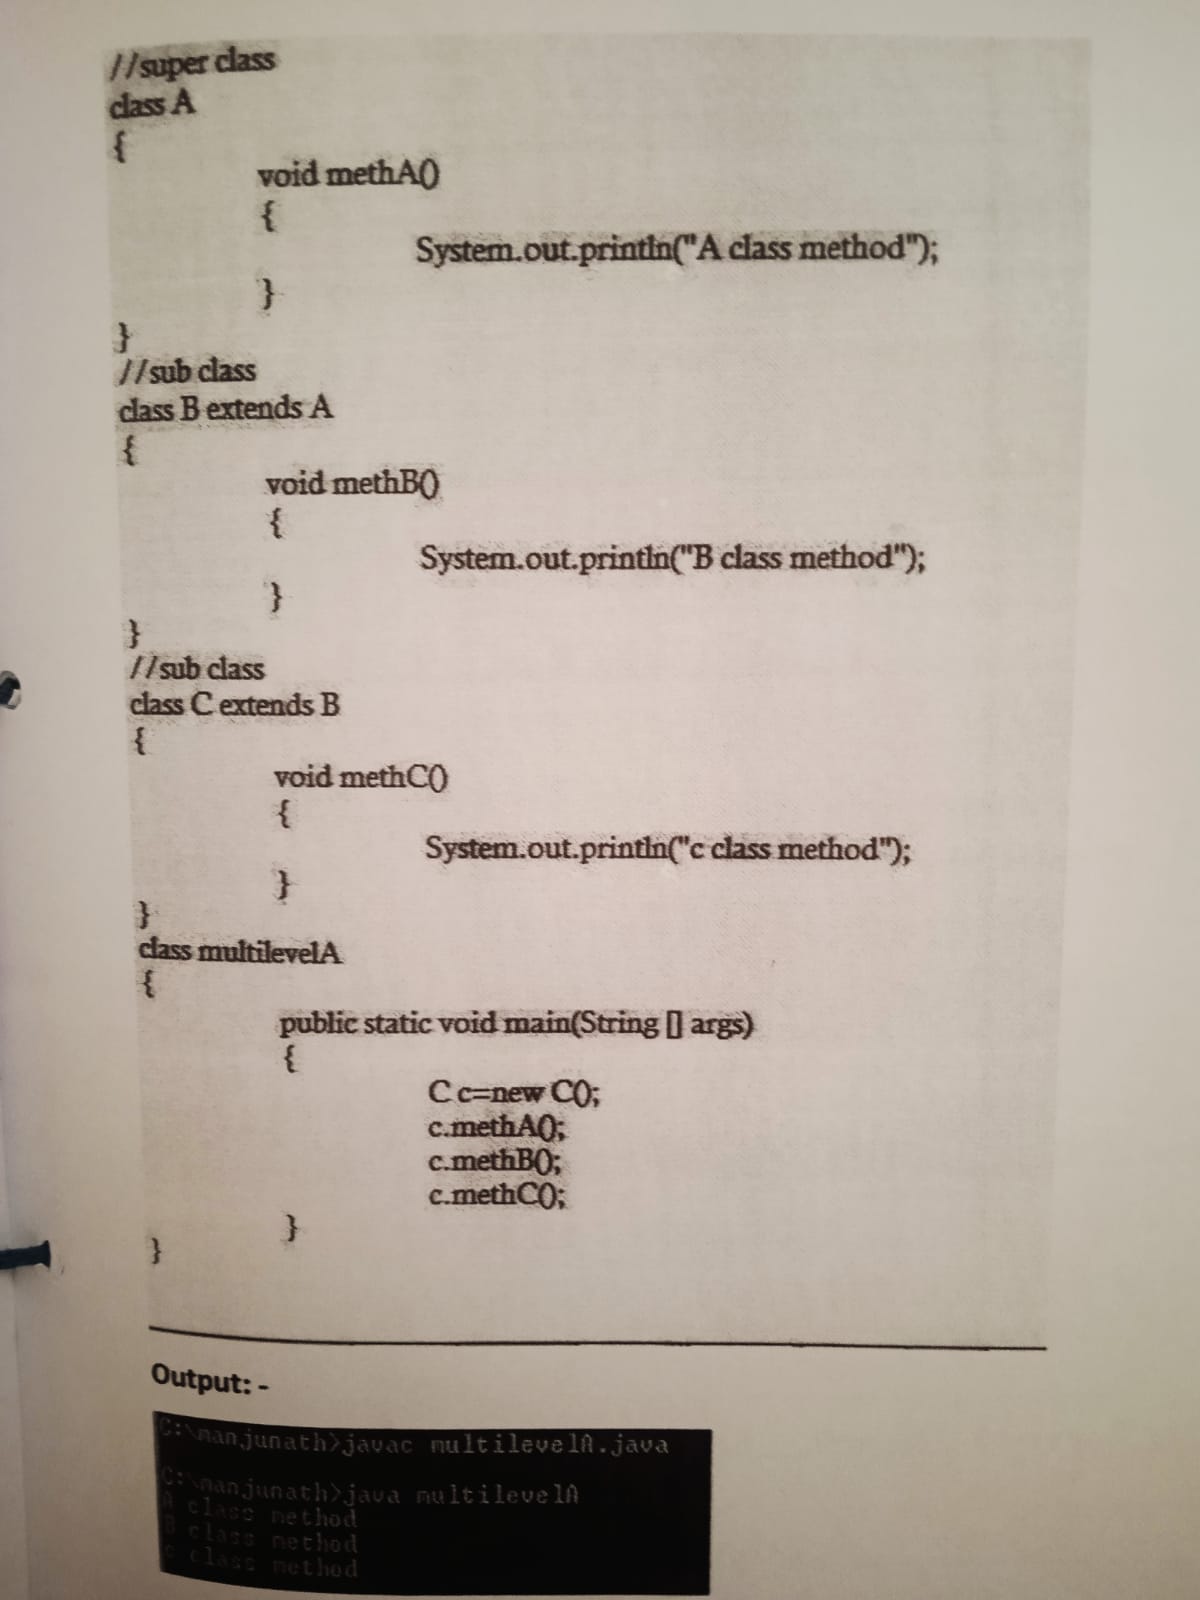 //super class
class A
{
void methA()
{
System.out.println("A class method");
}
}
//sub class
class B extends A
{
void methB()
{
System.out.println("B class method");
}
}
//sub class
class C extends B
{
void methC()
{
System.out.println("c class method");
}
}
class multilevelA
{
public static void main(String [] args)
{
C c=new C();
c.methA();
c.methB();
c.methC();
}
}
Output: -
C:\manjunath>javac multilevelA.java
C:\manjunath>java multilevelA
A class method
B class method
c class method